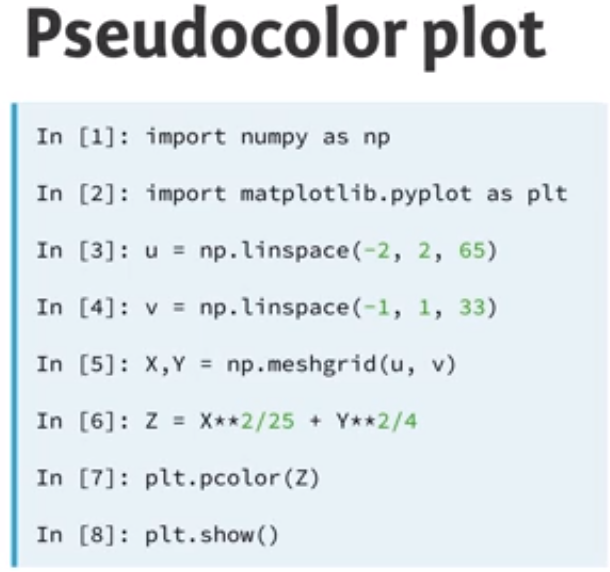 Pseudocolor plot
In [1]: import numpy as np
In [2]: import matplotlib.pyplot as plt
In [3]: u = np.linspace(-2, 2, 65)
In [4]: v = np.linspace(-1, 1, 33)
In [5]: X,Y = np.meshgrid(u, v)
In [6]: Z = X**2/25 + Y**2/4
In [7]: plt.pcolor(Z)
In [8]: plt.show()